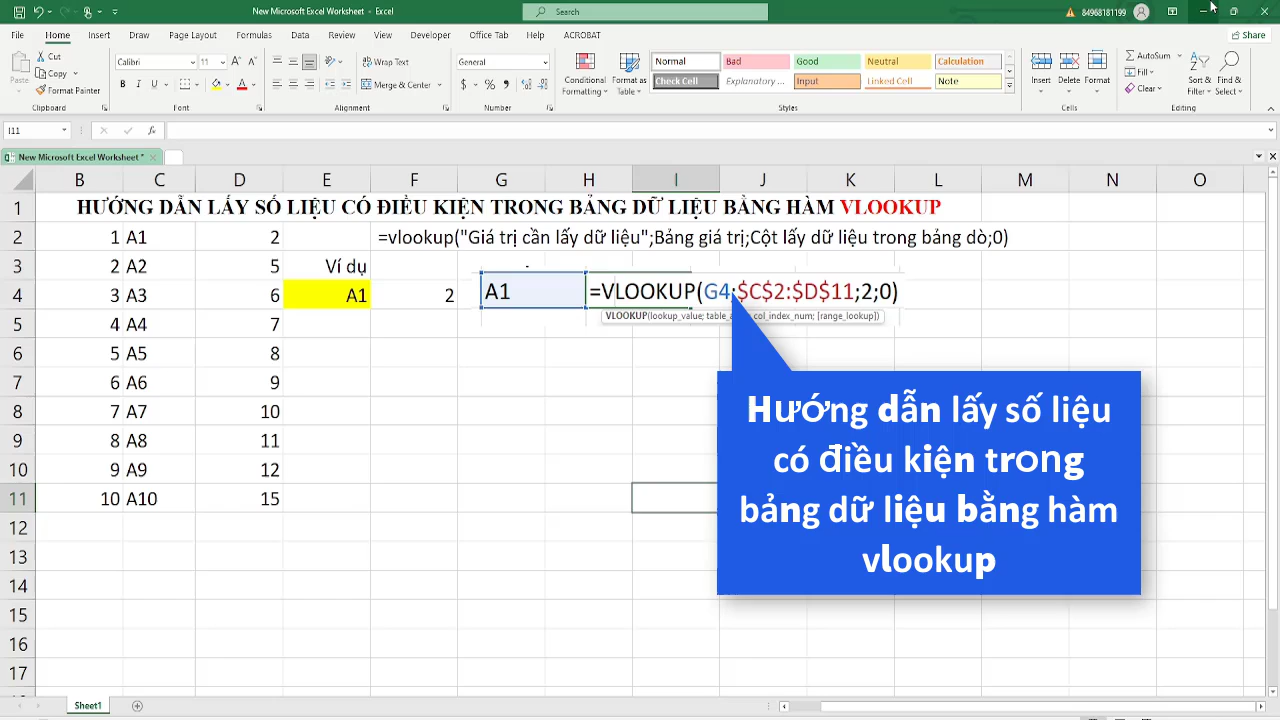 New Microsoft Excel Worksheet - Excel
Search
84968181199
File Home Insert Draw Page Layout Formulas Data Review View Developer Office Tab Help ACROBAT
Share
Paste
Cut
Copy
Format Painter
Clipboard
Calibri 11
B I U
Font
Wrap Text
Merge & Center
Alignment
General
Number
Conditional Formatting
Format as Table
Normal Bad Good Neutral Calculation
Check Cell Explanatory ... Input Linked Cell Note
Styles
Insert Delete Format
Cells
AutoSum
Fill
Clear
Sort & Filter
Find & Select
Editing
I11
fx
New Microsoft Excel Worksheet *
B C D E F G H I J K L M N O
1 HƯỚNG DẪN LẤY SỐ LIỆU CÓ ĐIỀU KIỆN TRONG BẢNG DỮ LIỆU BẰNG HÀM VLOOKUP
2 1 A1 2 =vlookup("Giá trị cần lấy dữ liệu";Bảng giá trị;Cột lấy dữ liệu trong bảng dò;0)
3 2 A2 5 Ví dụ
4 3 A3 6 A1 2 A1 =VLOOKUP(G4;$C$2:$D$11;2;0)
VLOOKUP(lookup_value; col_index_num; [range_lookup])
5 4 A4 7
6 5 A5 8
7 6 A6 9
8 7 A7 10
9 8 A8 11
10 9 A9 12
11 10 A10 15
12
13
14
15
16
17
Hướng dẫn lấy số liệu
có điều kiện trong
bảng dữ liệu bằng hàm
vlookup
Sheet1